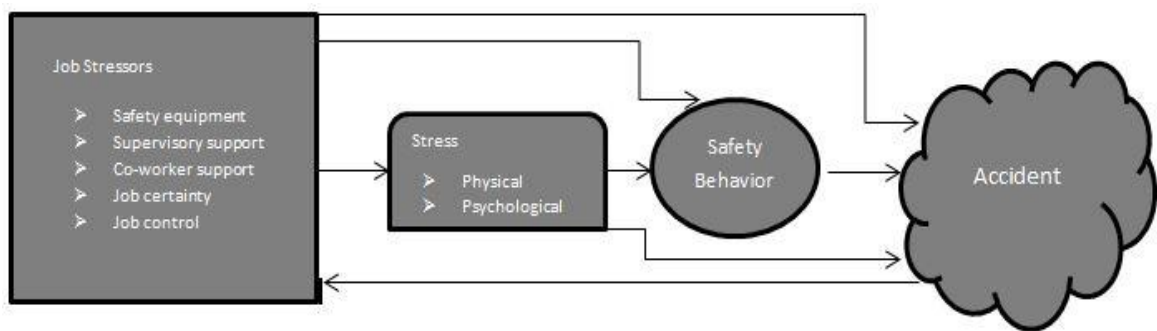 Job Stressors
➤ Safety equipment
➤ Supervisory support
➤ Co-worker support
➤ Job certainty
➤ Job control
Stress
➤ Physical
➤ Psychological
Safety
Behavior
Accident